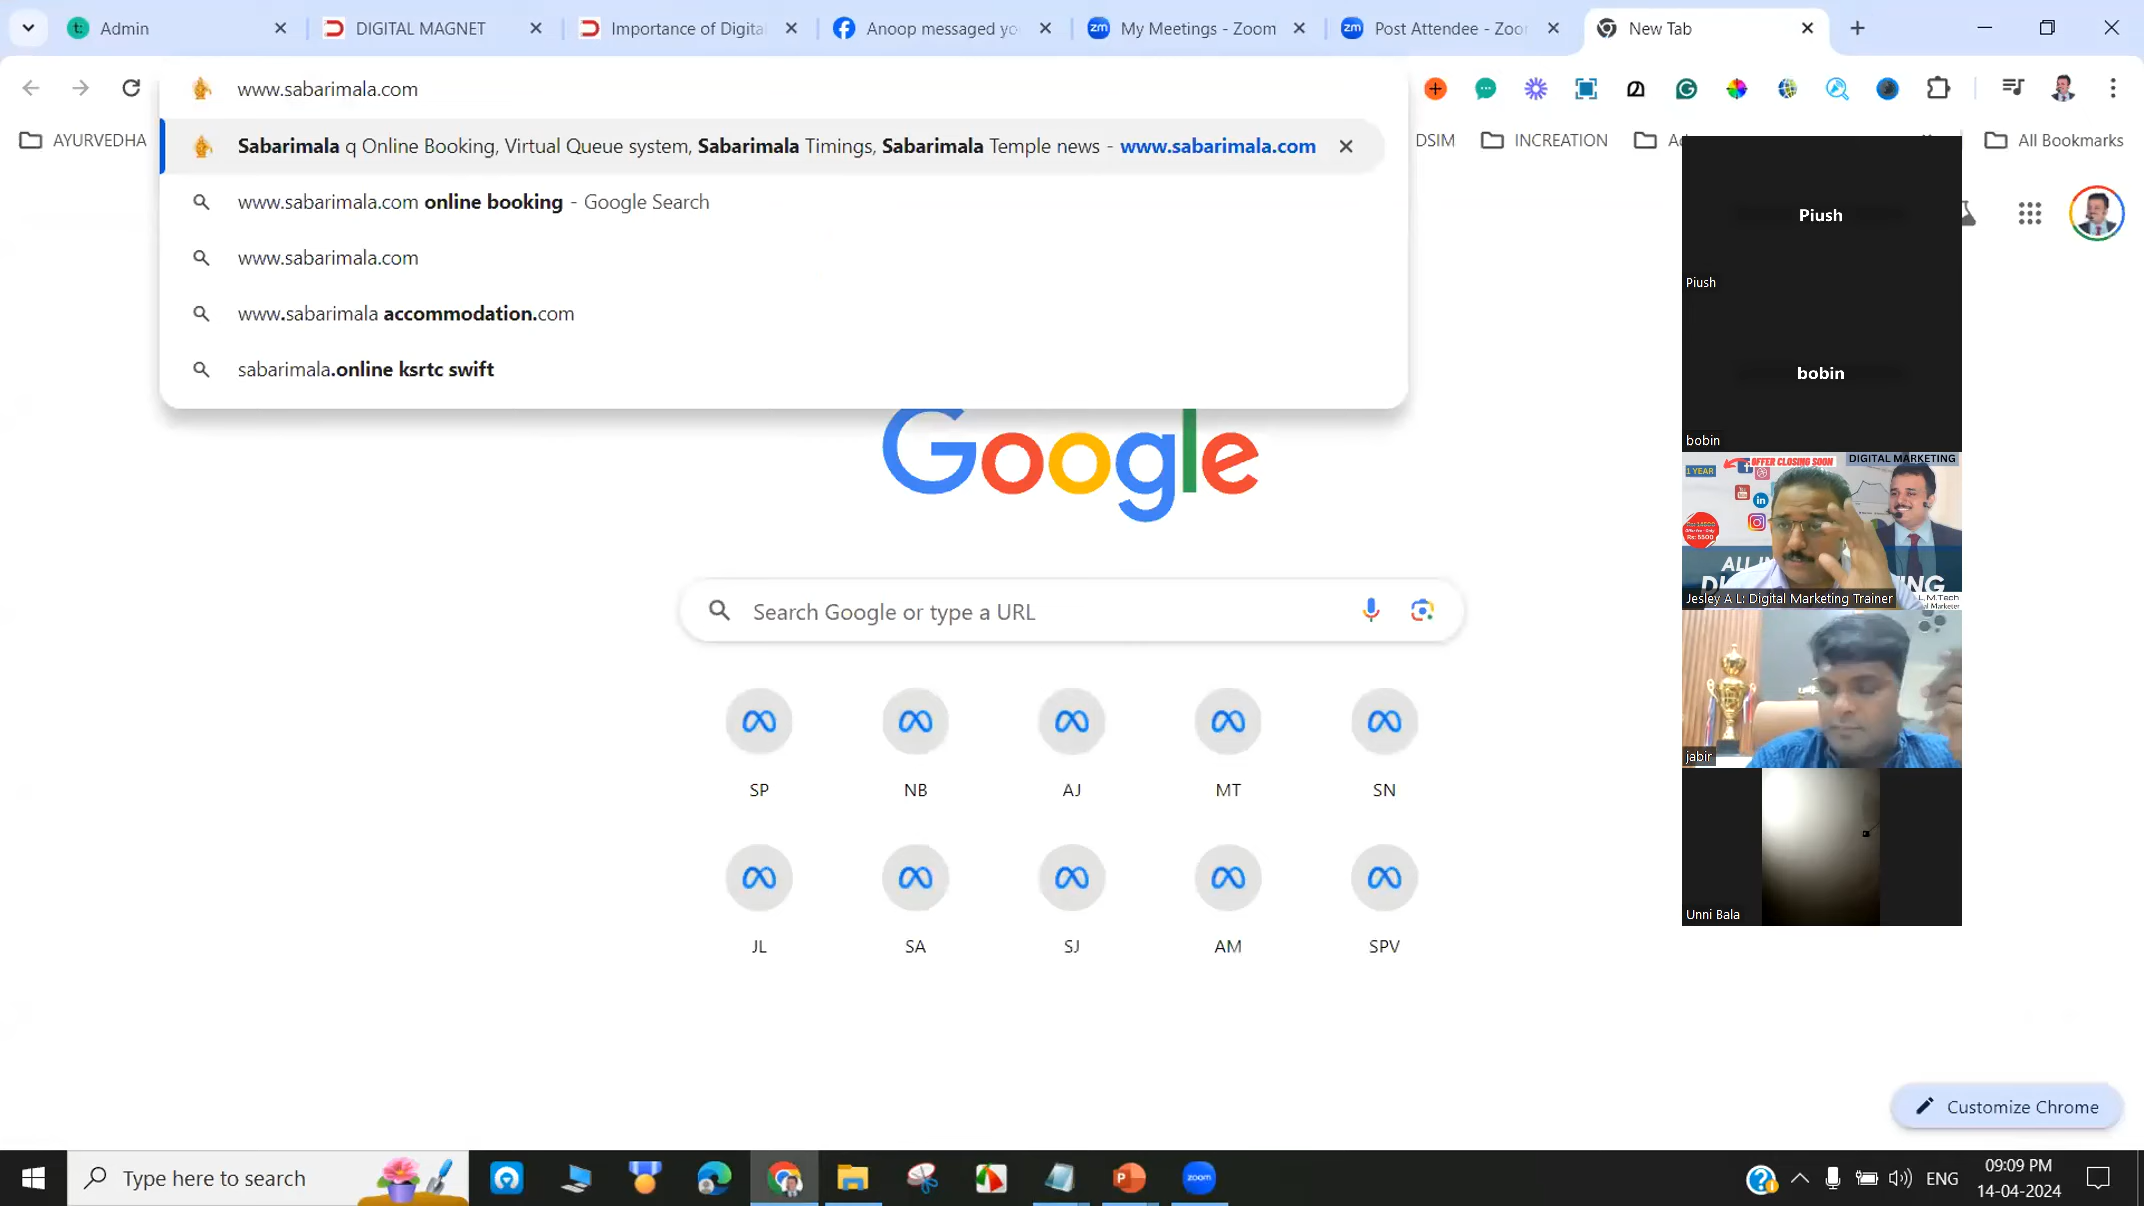 Admin
DIGITAL MAGNET
Importance of Digital
Anoop messaged yo
My Meetings - Zoom
Post Attendee - Zoo
New Tab
www.sabarimala.com
AYURVEDHA
Sabarimala q Online Booking, Virtual Queue system, Sabarimala Timings, Sabarimala Temple news - www.sabarimala.com
DSIM
INCREATION
All Bookmarks
www.sabarimala.com online booking - Google Search
www.sabarimala.com
www.sabarimala accommodation.com
sabarimala.online ksrtc swift
Google
Search Google or type a URL
SP
NB
AJ
MT
SN
JL
SA
SJ
AM
SPV
Piush
Piush
bobin
bobin
1 YEAR
OFFER CLOSING SOON
DIGITAL MARKETING
Jesley A L: Digital Marketing Trainer
jabir
Unni Bala
Customize Chrome
Type here to search
zoom
ENG
09:09 PM
14-04-2024